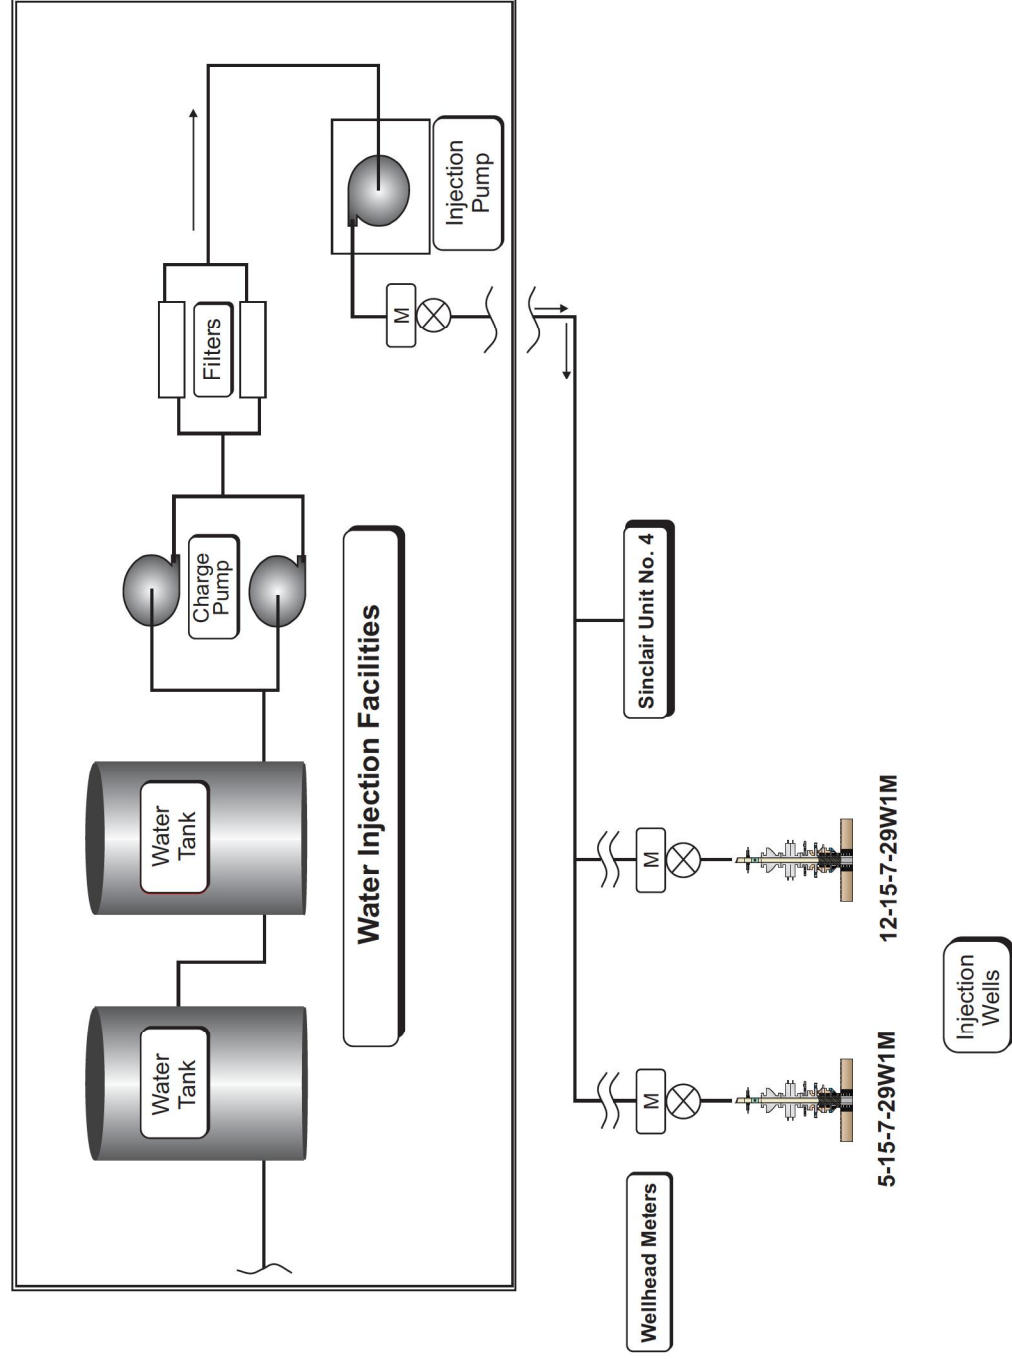 Water
Tank
Water
Tank
Charge
Pump
Filters
Injection
Pump
M
Water Injection Facilities
Wellhead Meters
M
M
Sinclair Unit No. 4
5-15-7-29W1M
12-15-7-29W1M
Injection
Wells